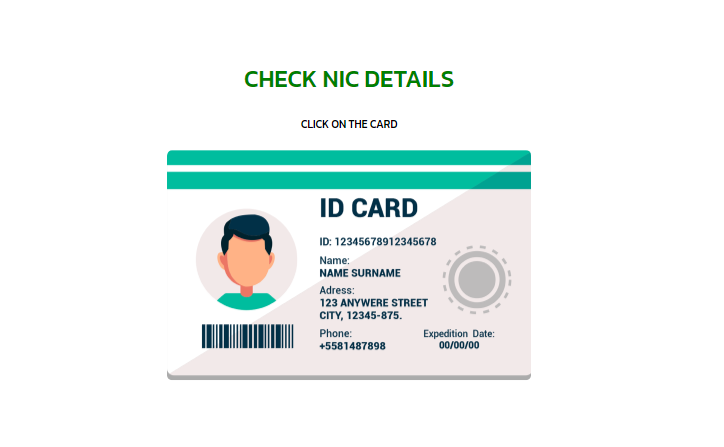 CHECK NIC DETAILS
CLICK ON THE CARD
ID CARD
ID: 12345678912345678
Name:
NAME SURNAME
Adress:
123 ANYWERE STREET
CITY, 12345-875.
Phone:
+5581487898
Expedition Date:
00/00/00